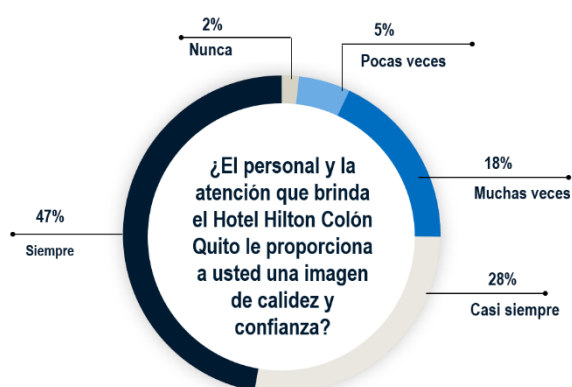 2%
Nunca
5%
Pocas veces
¿El personal y la
atención que brinda
el Hotel Hilton Colón
Quito le proporciona
a usted una imagen
de calidez y
confianza?
18%
Muchas veces
47%
Siempre
28%
Casi siempre